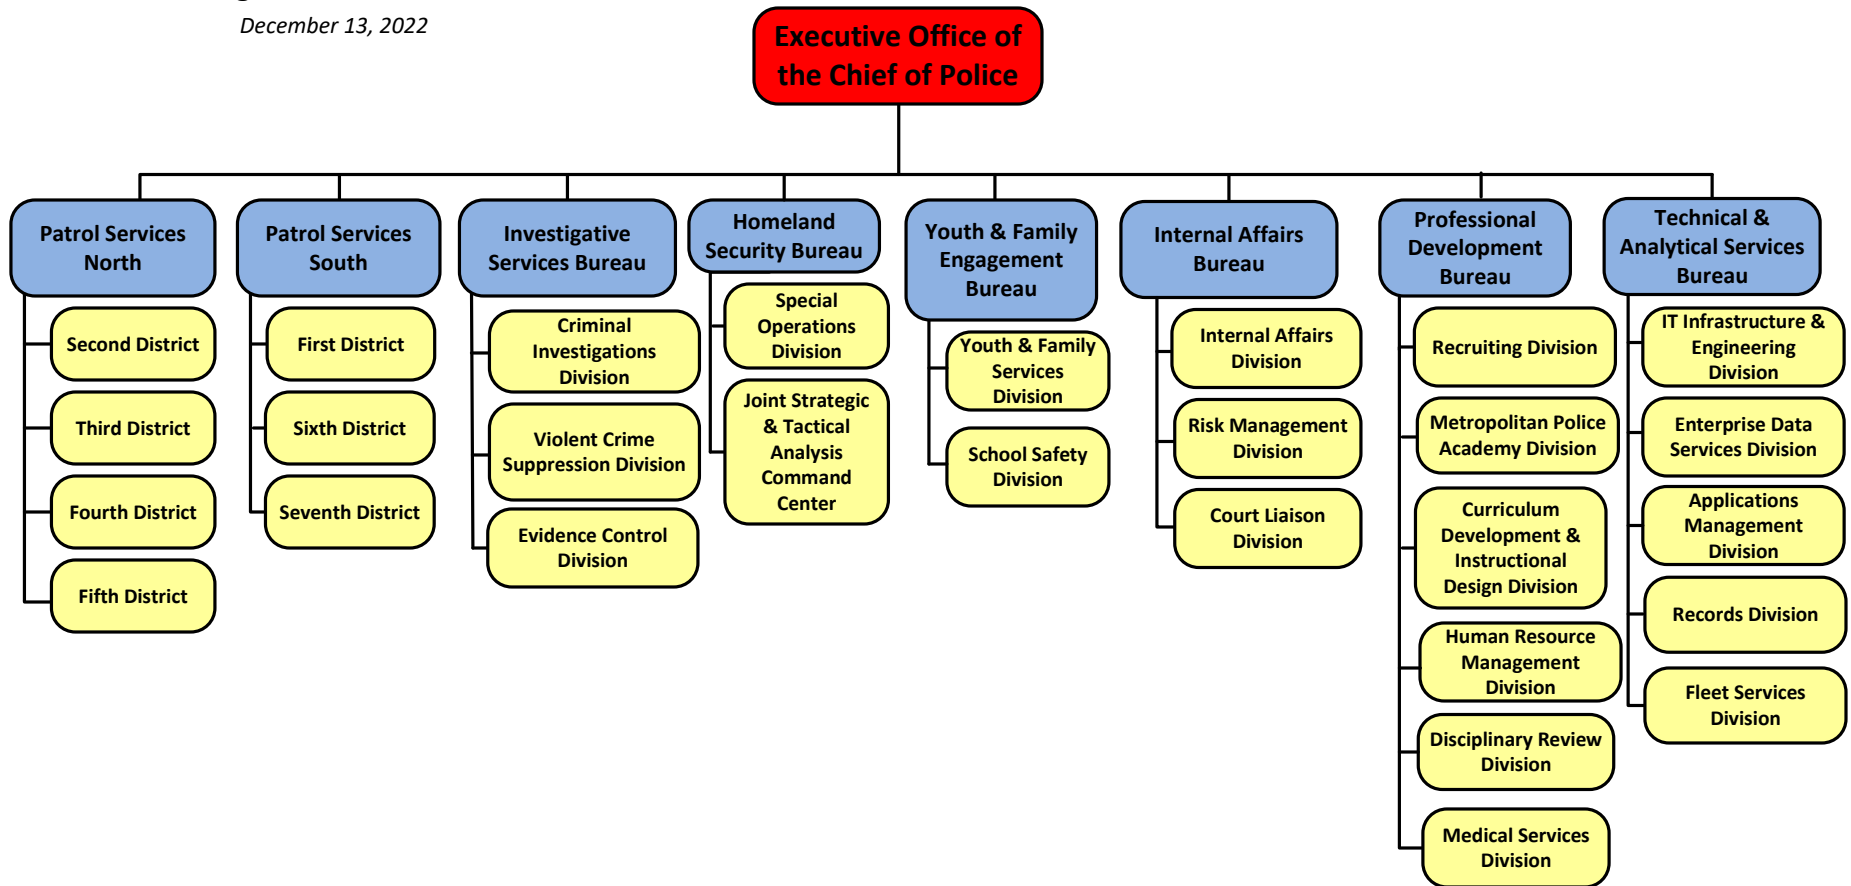 December 13, 2022
Executive Office of
the Chief of Police
Patrol Services
North
Second District
Third District
Fourth District
Fifth District
Patrol Services
South
First District
Sixth District
Seventh District
Investigative
Services Bureau
Criminal
Investigations
Division
Violent Crime
Suppression Division
Evidence Control
Division
Homeland
Security Bureau
Special
Operations
Division
Joint Strategic
& Tactical
Analysis
Command
Center
Youth & Family
Engagement
Bureau
Youth & Family
Services
Division
School Safety
Division
Internal Affairs
Bureau
Internal Affairs
Division
Risk Management
Division
Court Liaison
Division
Professional
Development
Bureau
Recruiting Division
Metropolitan Police
Academy Division
Curriculum
Development &
Instructional
Design Division
Human Resource
Management
Division
Disciplinary Review
Division
Medical Services
Division
Technical &
Analytical Services
Bureau
IT Infrastructure &
Engineering
Division
Enterprise Data
Services Division
Applications
Management
Division
Records Division
Fleet Services
Division